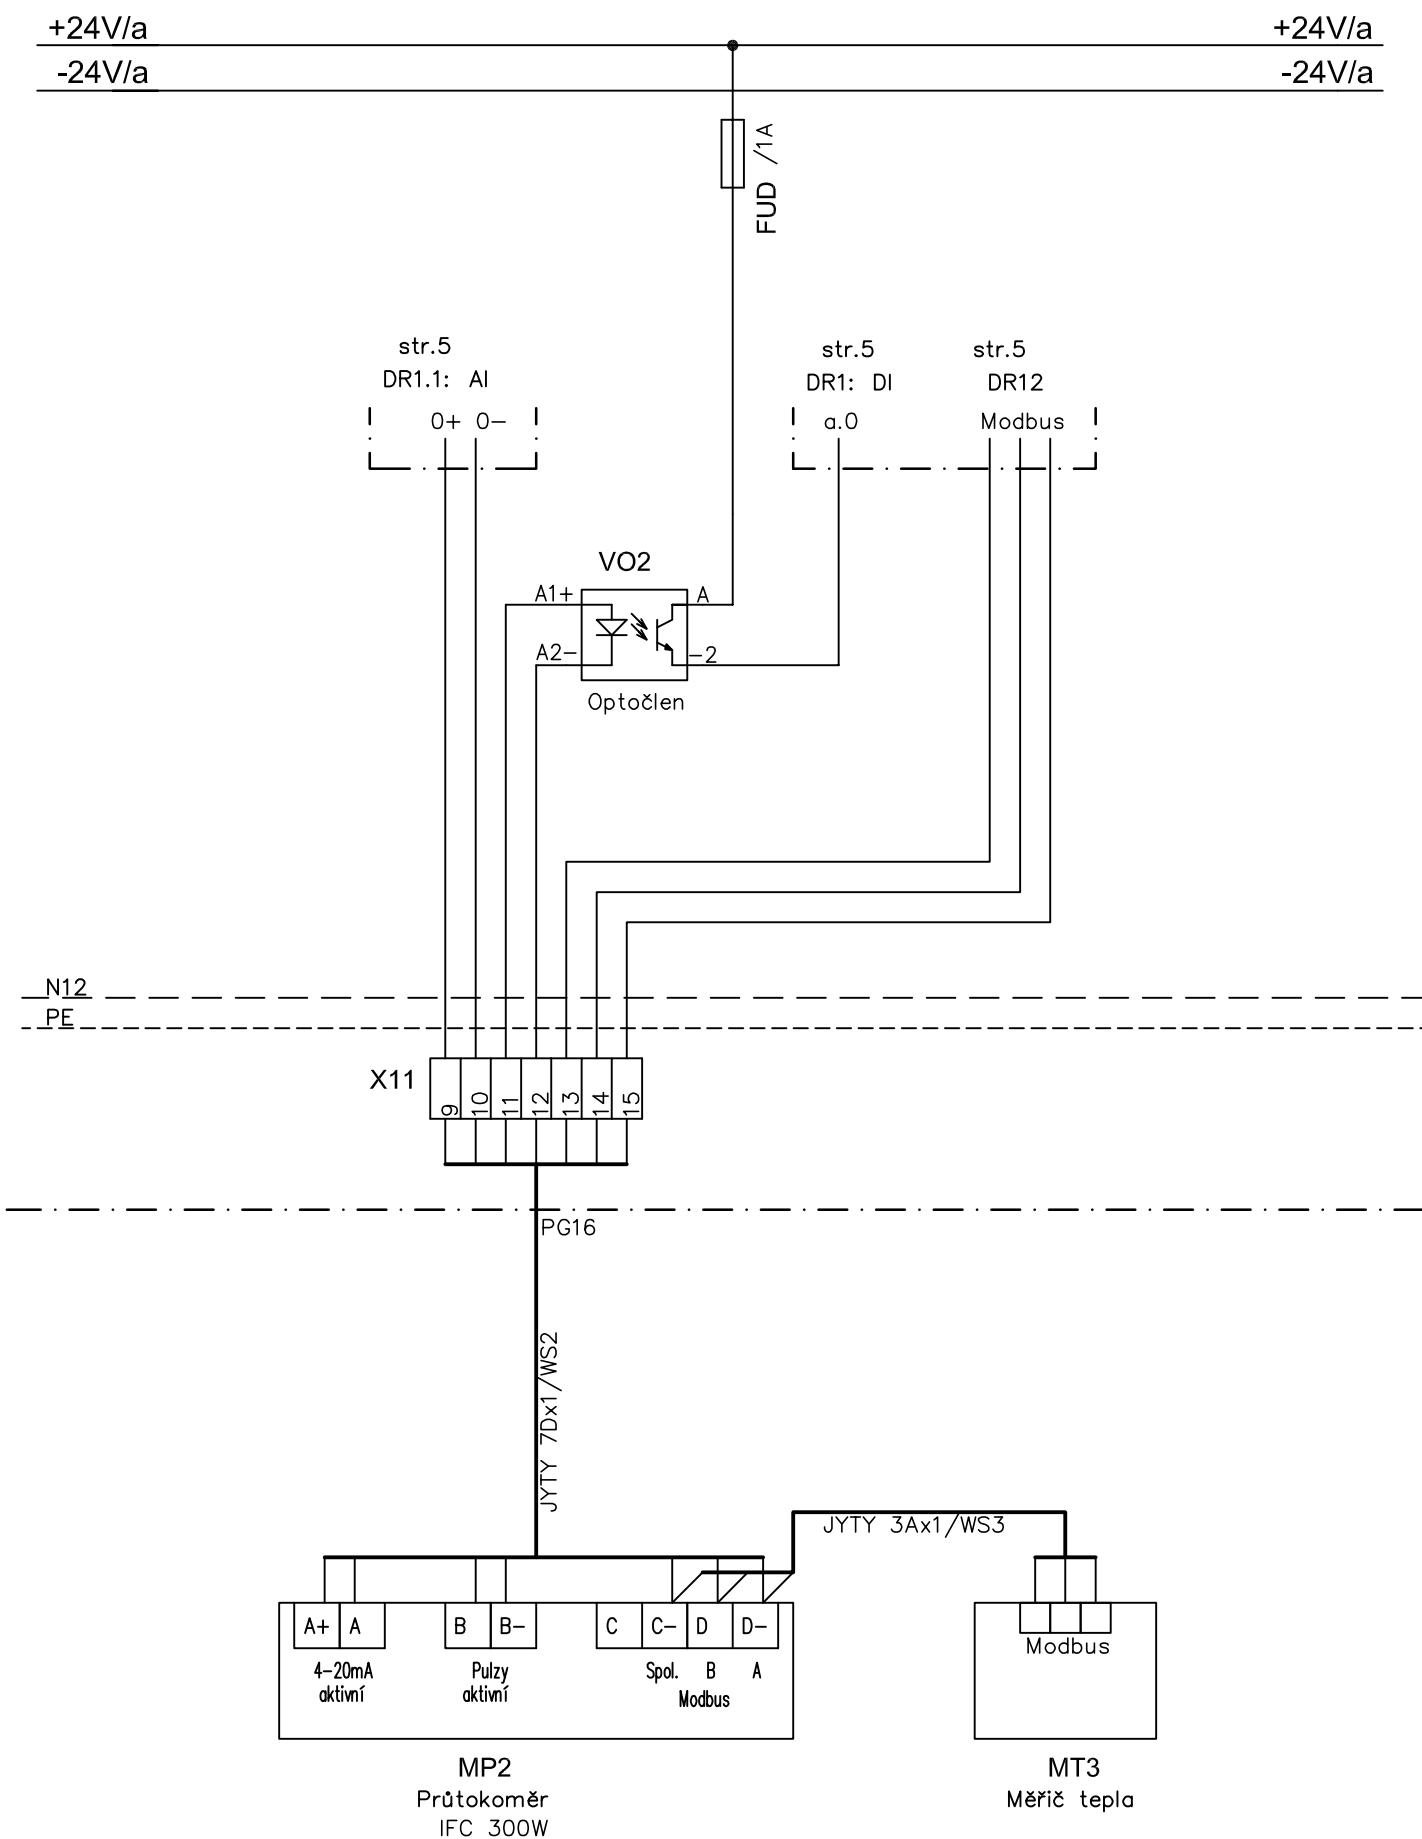 +24V/a +24V/a
-24V/a -24V/a
FUD /1A
str.5 str.5 str.5
DR1.1: AI DR1: DI DR12
0+ 0- a.0 Modbus
VO2
A1+ A
A2- -2
Optočlen
N12
PE
X11 9 10 11 12 13 14 15
PG16
JYTY 7Dx1/WS2
JYTY 3Ax1/WS3
A+ A B B- C C- D D-
Modbus
4-20mA Pulzy Spol. B A
aktivní aktivní Modbus
MP2 MT3
Průtokoměr Měřič tepla
IFC 300W